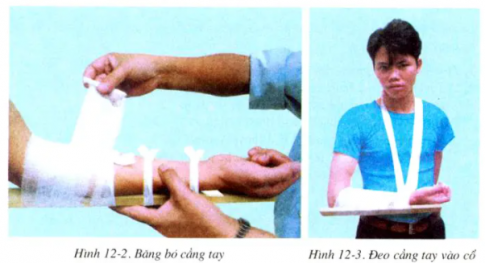 Hình 12-2. Băng bó cẳng tay
Hình 12-3. Đeo cẳng tay vào cổ